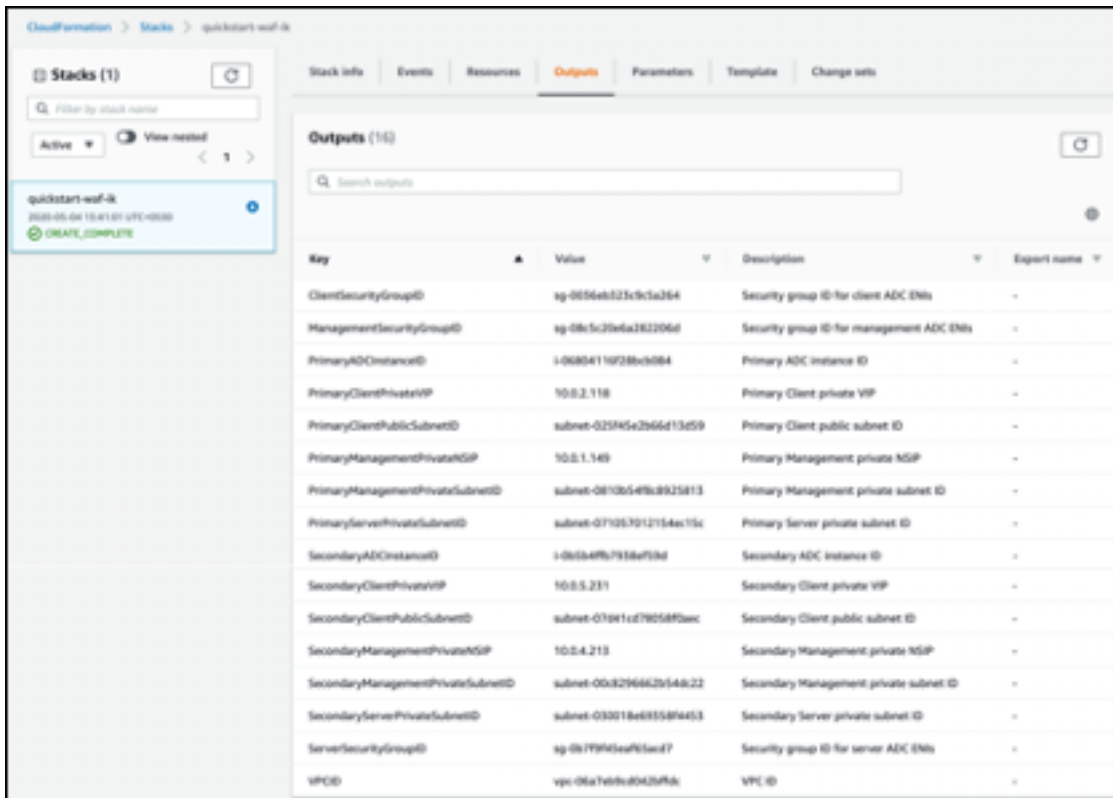 CloudFormation > Stacks > quickstart-waf-ik
Stacks (1)
Filter by stack name
Active
View nested
< 1 >
quickstart-waf-ik
CREATE_COMPLETE
Stack info Events Resources Outputs Parameters Template Change sets
Outputs (16)
Search outputs
Key Value Description Export name
ClientSecurityGroupID Security group ID for client ADC ENIs -
ManagementSecurityGroupID Security group ID for management ADC ENIs -
PrimaryADCInstanceID Primary ADC instance ID -
PrimaryClientPrivateVIP 10.0.2.118 Primary Client private VIP -
PrimaryClientPublicSubnetID Primary Client public subnet ID -
PrimaryManagementPrivateNSIP 10.0.1.149 Primary Management private NSIP -
PrimaryManagementPrivateSubnetID Primary Management private subnet ID -
PrimaryServerPrivateSubnetID Primary Server private subnet ID -
SecondaryADCInstanceID Secondary ADC instance ID -
SecondaryClientPrivateVIP 10.0.5.231 Secondary Client private VIP -
SecondaryClientPublicSubnetID Secondary Client public subnet ID -
SecondaryManagementPrivateNSIP 10.0.4.213 Secondary Management private NSIP -
SecondaryManagementPrivateSubnetID Secondary Management private subnet ID -
SecondaryServerPrivateSubnetID Secondary Server private subnet ID -
ServerSecurityGroupID Security group ID for server ADC ENIs -
VPCID VPC ID -